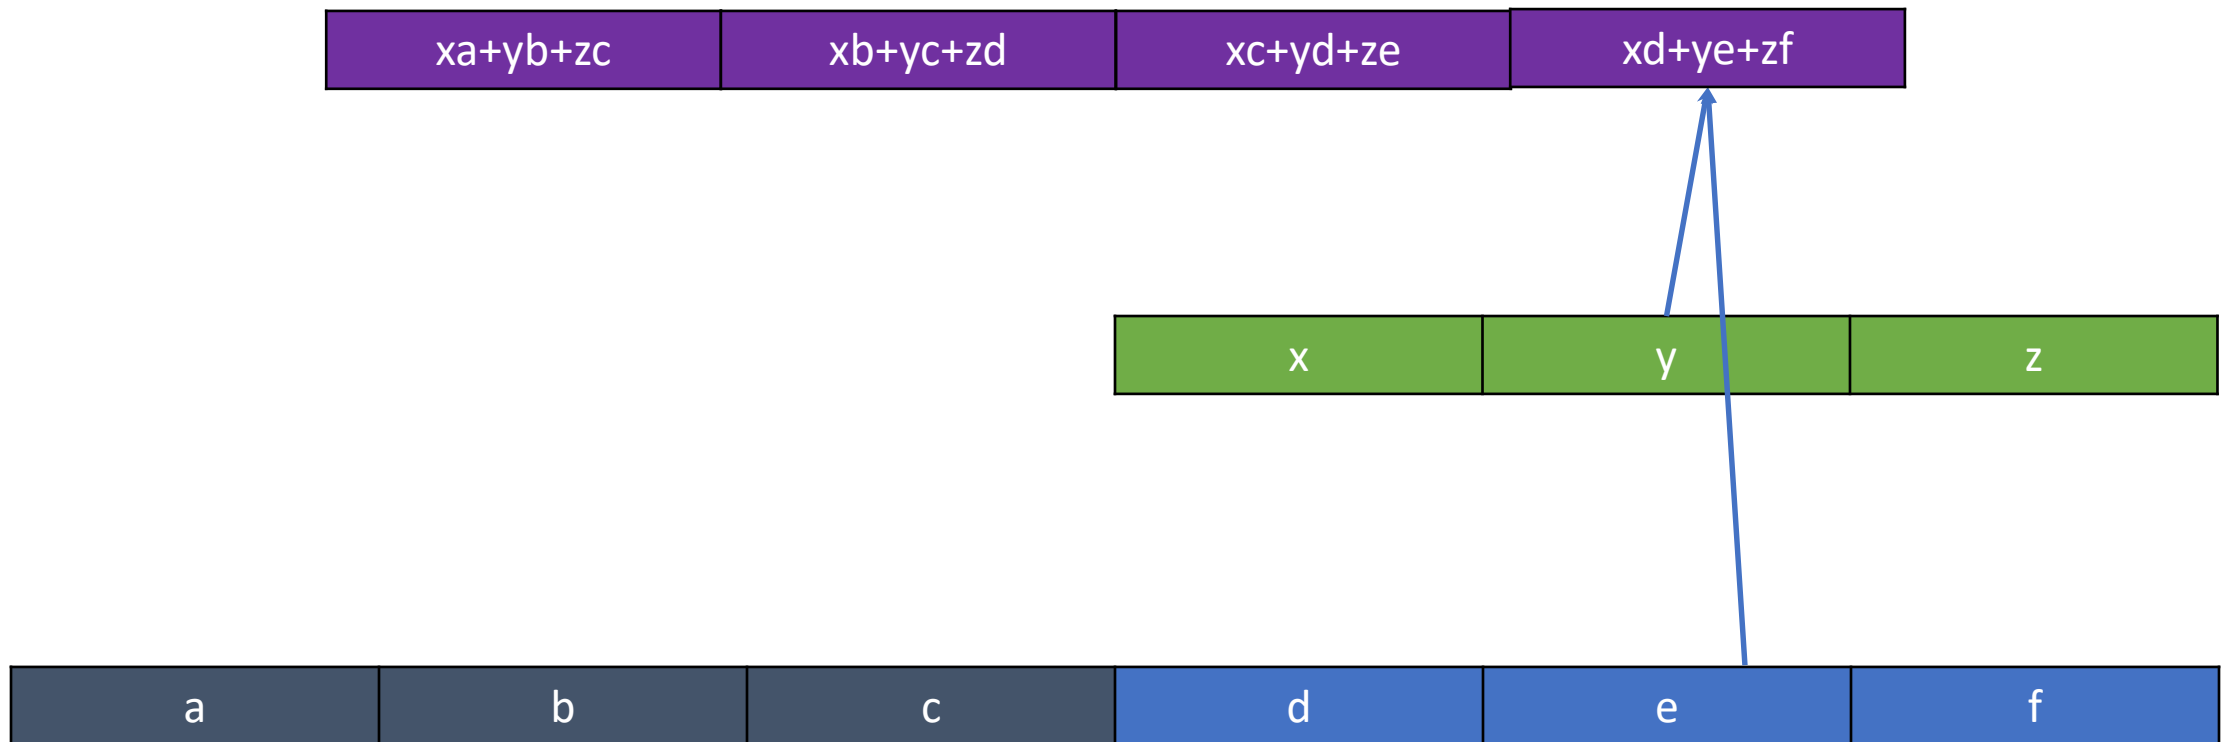 xa+yb+zc xb+yc+zd xc+yd+ze xd+ye+zf
x y z
a b c d e f